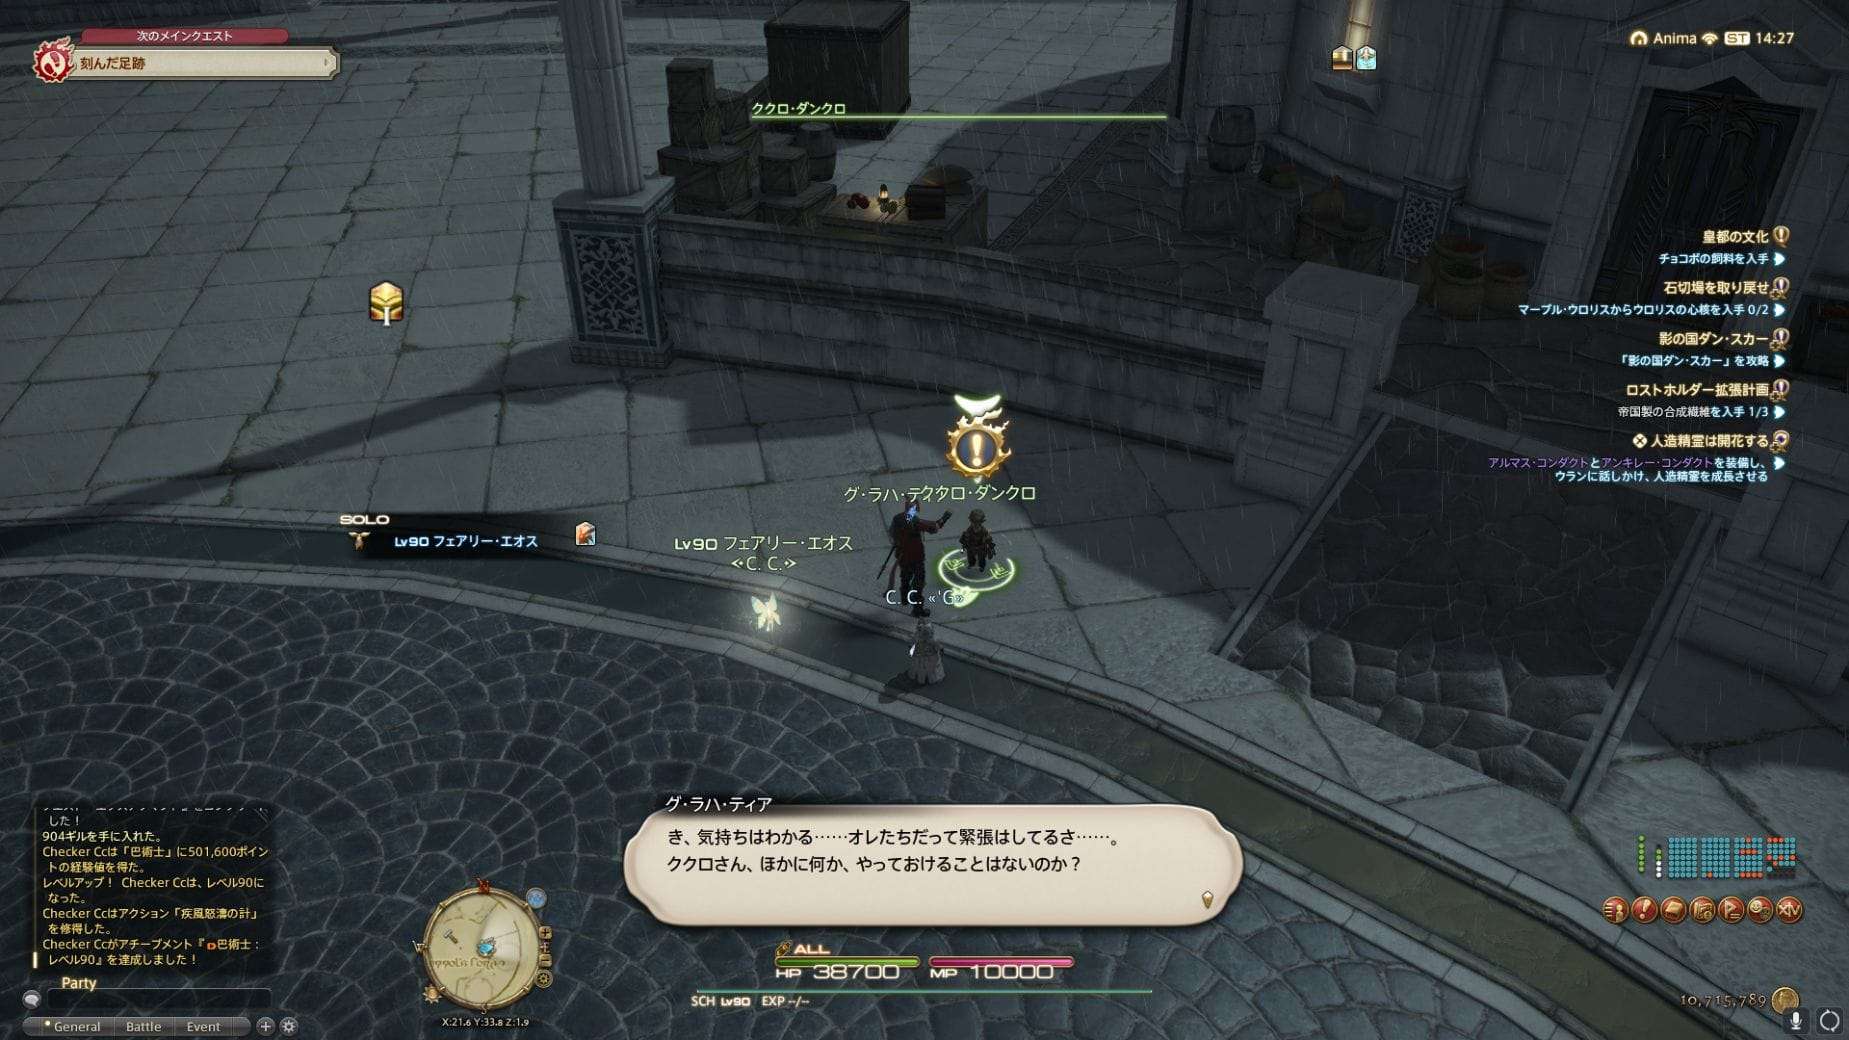 次のメインクエスト
刻んだ足跡
Anima ST 14:27
ククロ・ダンクロ
皇都の文化
チョコボの飼料を入手
石切場を取り戻せ
マーブル・ウロリスからウロリスの心核を入手 0/2
影の国ダン・スカー
「影の国ダン・スカー」を攻略
ロストホルダー拡張計画
帝国製の合成繊維を入手 1/3
人造精霊は開花する
アルマス・コンダクトとアンキレー・コンダクトを装備し、
ウランに話しかけ、人造精霊を成長させる
ククロ・ダンクロ
SOLO
Lv90 フェアリー・エオス
Lv90 フェアリー・エオス
«C. C.»
C. C. «'G»
グ・ラハ・ティア
き、気持ちはわかる……オレたちだって緊張はしてるさ……。
ククロさん、ほかに何か、やっておけることはないのか？
した！
904ギルを手に入れた。
Checker Ccは「巴術士」に501,600ポイン
トの経験値を得た。
レベルアップ！ Checker Ccは、レベル90に
なった。
Checker Ccはアクション「疾風怒濤の計」
を修得した。
Checker Ccがアチーブメント『巴術士：
レベル90』を達成しました！
Party
General Battle Event
X:21.6 Y:33.8 Z:1.9
ALL
HP 38700 MP 10000
SCH Lv90 EXP --/--
10,715,789